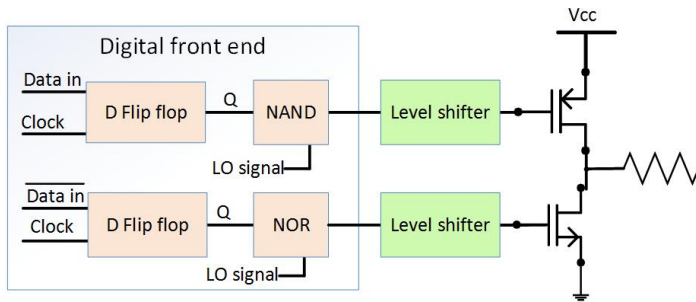 Vcc
Digital front end
Data in
D Flip flop
Q
NAND
Level shifter
Clock
LO signal
Data in
D Flip flop
Q
NOR
Level shifter
Clock
LO signal